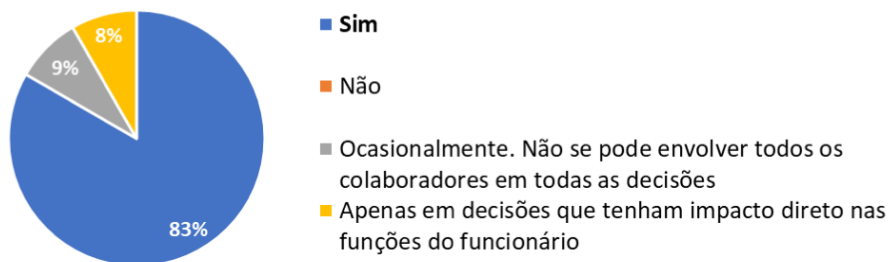 8%
9%
83%
Sim
Não
Ocasionalmente. Não se pode envolver todos os
colaboradores em todas as decisões
Apenas em decisões que tenham impacto direto nas
funções do funcionário